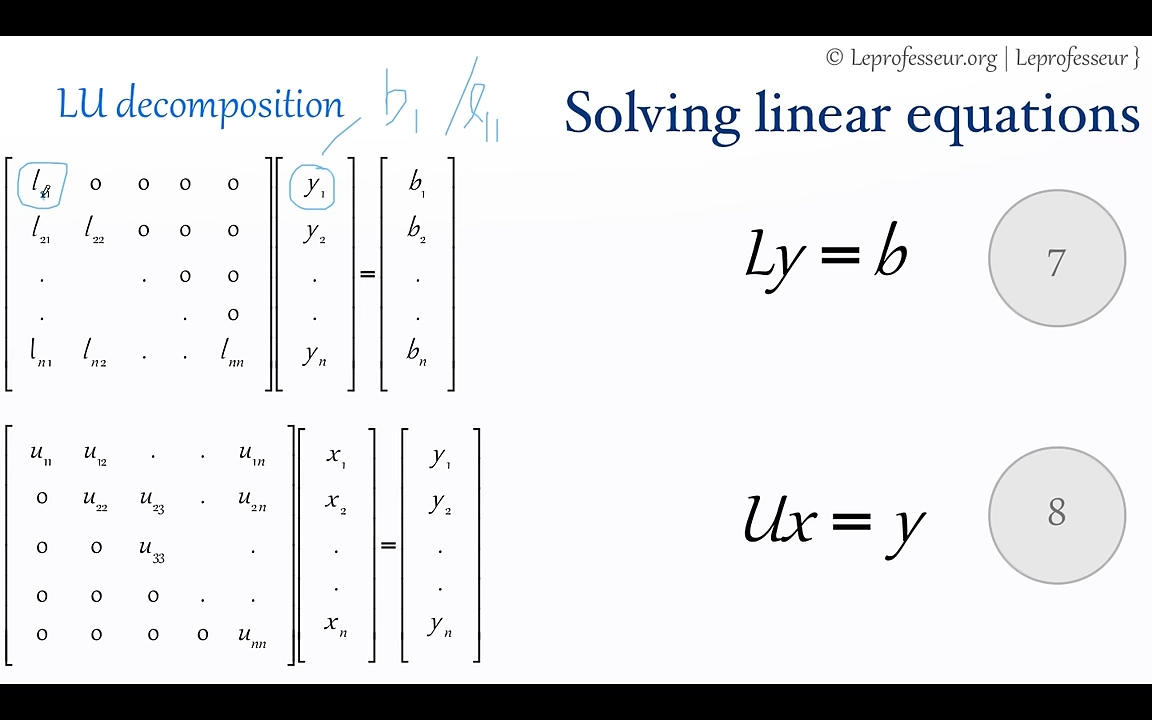 © Leprofesseur.org | Leprofesseur }
LU decomposition
b₁ / l₁₁
Solving linear equations
l₁₁ 0 0 0 0 y₁ b₁
l₂₁ l₂₂ 0 0 0 y₂ b₂
. . 0 0 . = .
. . 0 . .
lₙ₁ lₙ₂ . . lₙₙ yₙ bₙ
Ly = b
7
u₁₁ u₁₂ . . u₁ₙ x₁ y₁
0 u₂₂ u₂₃ . u₂ₙ x₂ y₂
0 0 u₃₃ . . = .
0 0 0 . . . .
0 0 0 0 uₙₙ xₙ yₙ
Ux = y
8